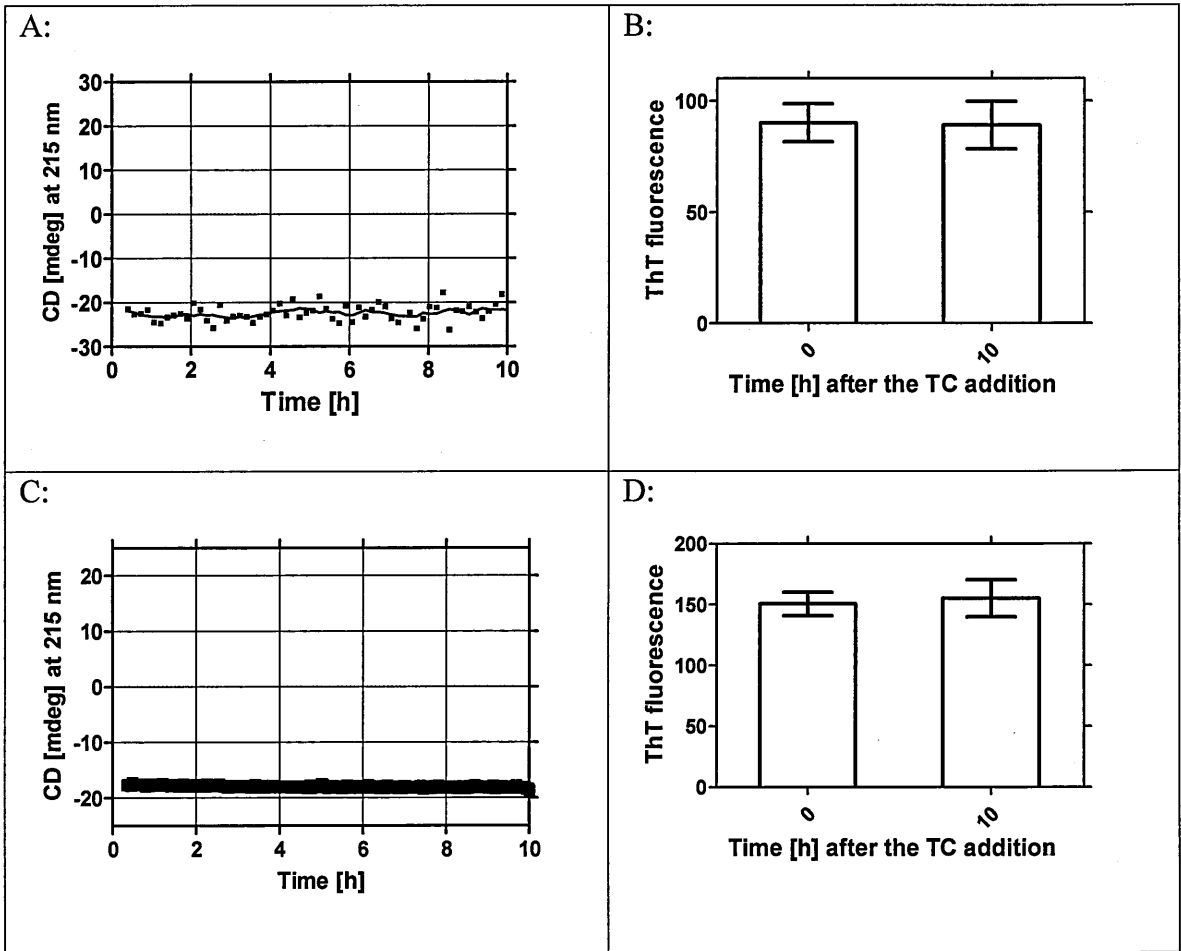 A:
30
20
10
0
-10
-20
-30
CD [mdeg] at 215 nm
0 2 4 6 8 10
Time [h]
B:
100
50
0
ThT fluorescence
0 10
Time [h] after the TC addition
C:
20
10
0
-10
-20
CD [mdeg] at 215 nm
0 2 4 6 8 10
Time [h]
D:
200
150
100
50
0
ThT fluorescence
0 10
Time [h] after the TC addition